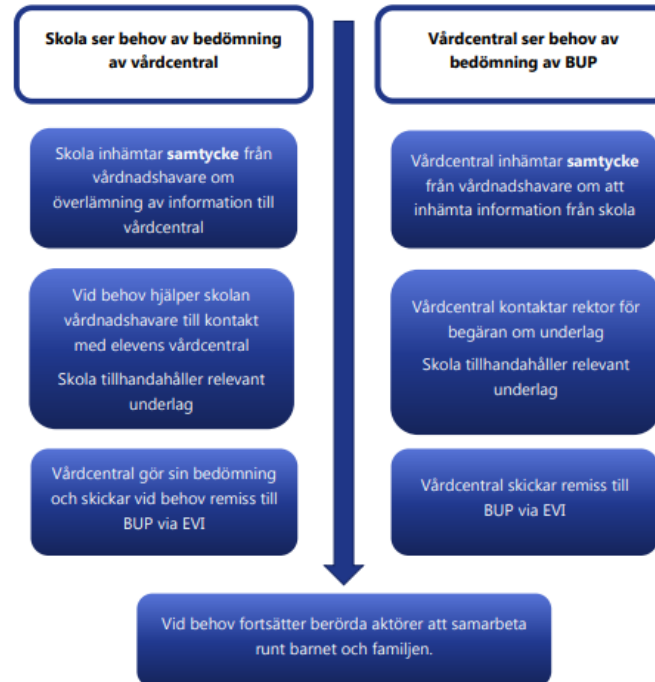 Skola ser behov av bedömning
av vårdcentral
Skola inhämtar samtycke från
vårdnadshavare om
överlämning av information till
vårdcentral
Vid behov hjälper skolan
vårdnadshavare till kontakt
med elevens vårdcentral
Skola tillhandahåller relevant
underlag
Vårdcentral gör sin bedömning
och skickar vid behov remiss till
BUP via EVI
Vårdcentral ser behov av
bedömning av BUP
Vårdcentral inhämtar samtycke
från vårdnadshavare om att
inhämta information från skola
Vårdcentral kontaktar rektor för
begäran om underlag
Skola tillhandahåller relevant
underlag
Vårdcentral skickar remiss till
BUP via EVI
Vid behov fortsätter berörda aktörer att samarbeta
runt barnet och familjen.